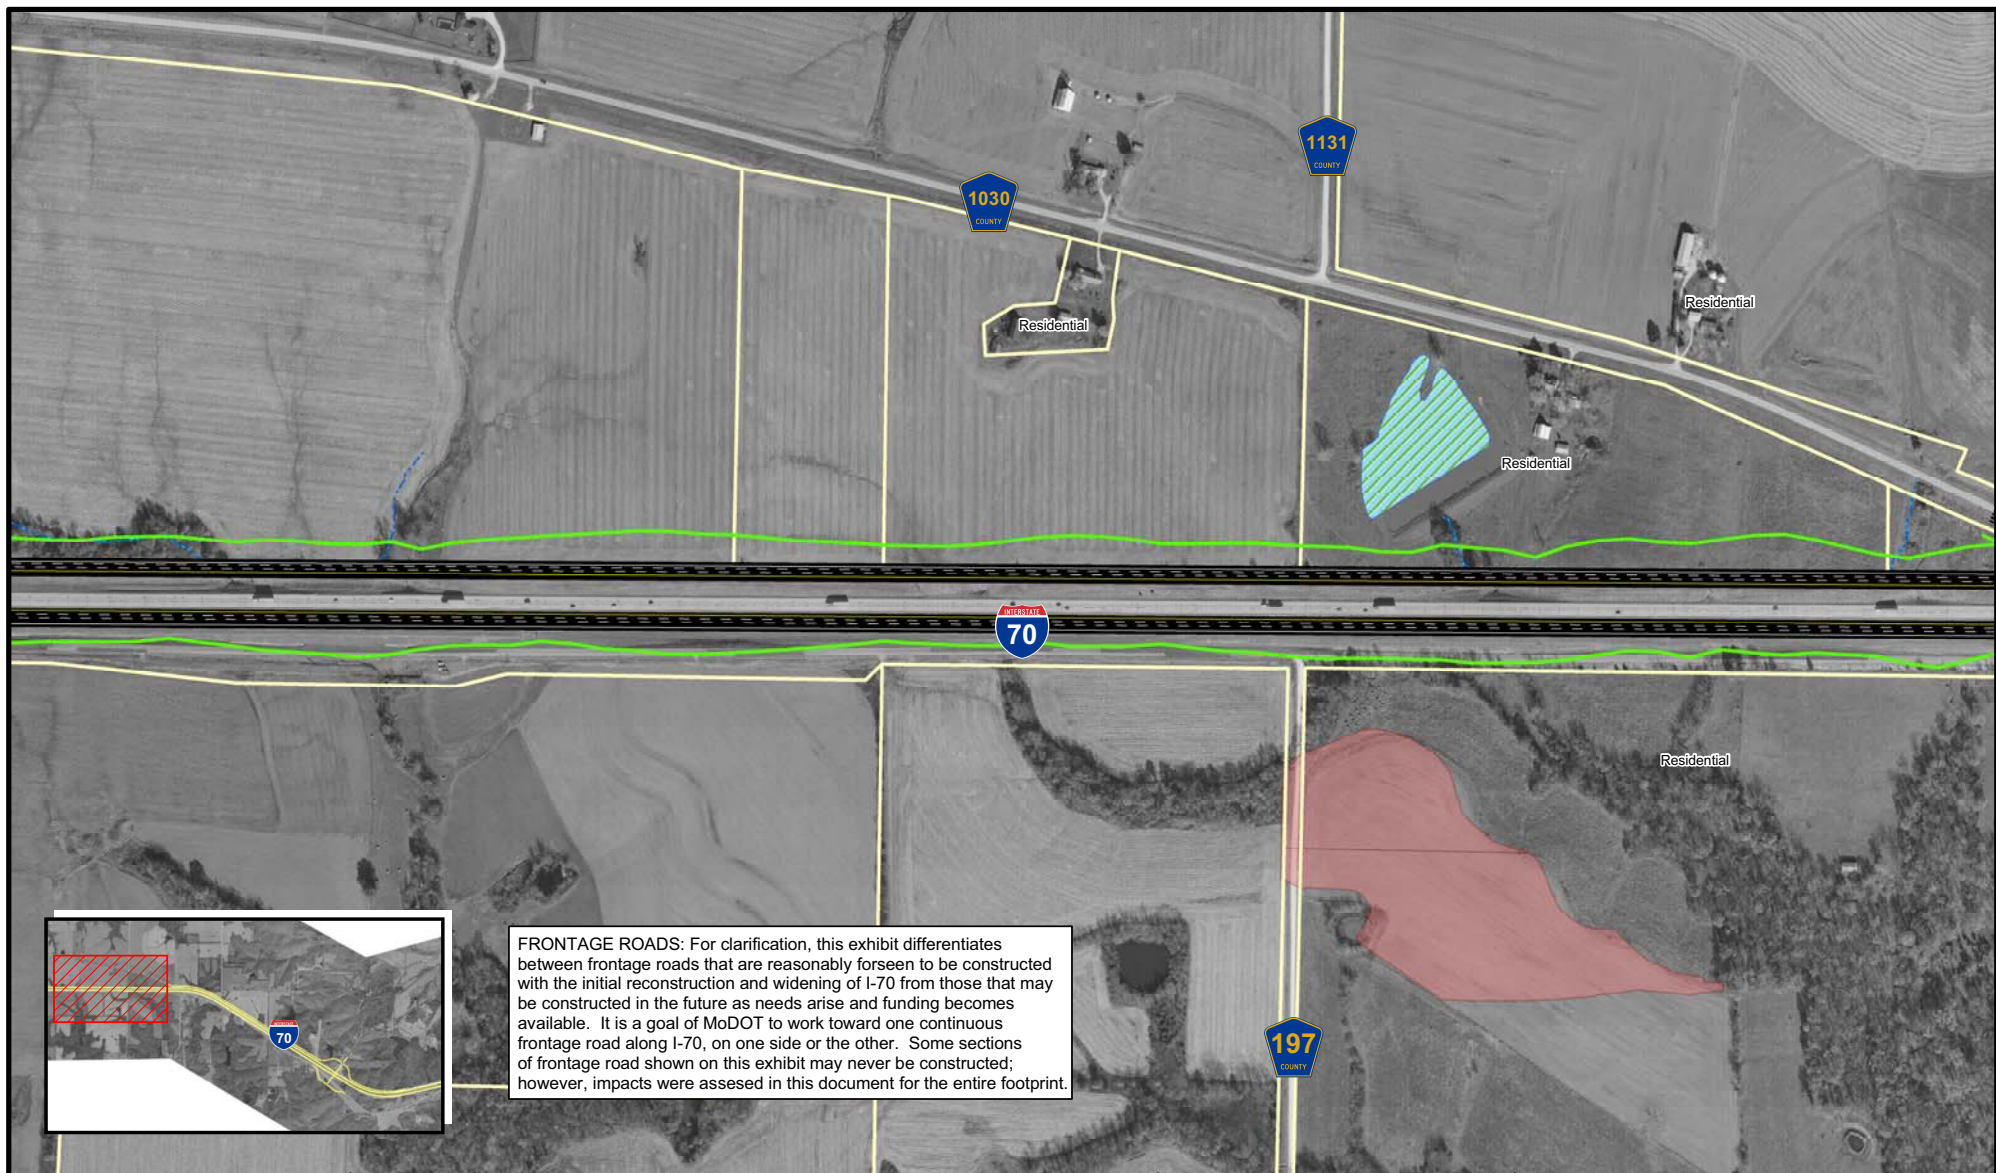 1131
COUNTY
1030
COUNTY
Residential
Residential
Residential
INTERSTATE
70
Residential
FRONTAGE ROADS: For clarification, this exhibit differentiates
between frontage roads that are reasonably forseen to be constructed
with the initial reconstruction and widening of I-70 from those that may
be constructed in the future as needs arise and funding becomes
available.  It is a goal of MoDOT to work toward one continuous
frontage road along I-70, on one side or the other.  Some sections
of frontage road shown on this exhibit may never be constructed;
however, impacts were assesed in this document for the entire footprint.
INTERSTATE
70
197
COUNTY